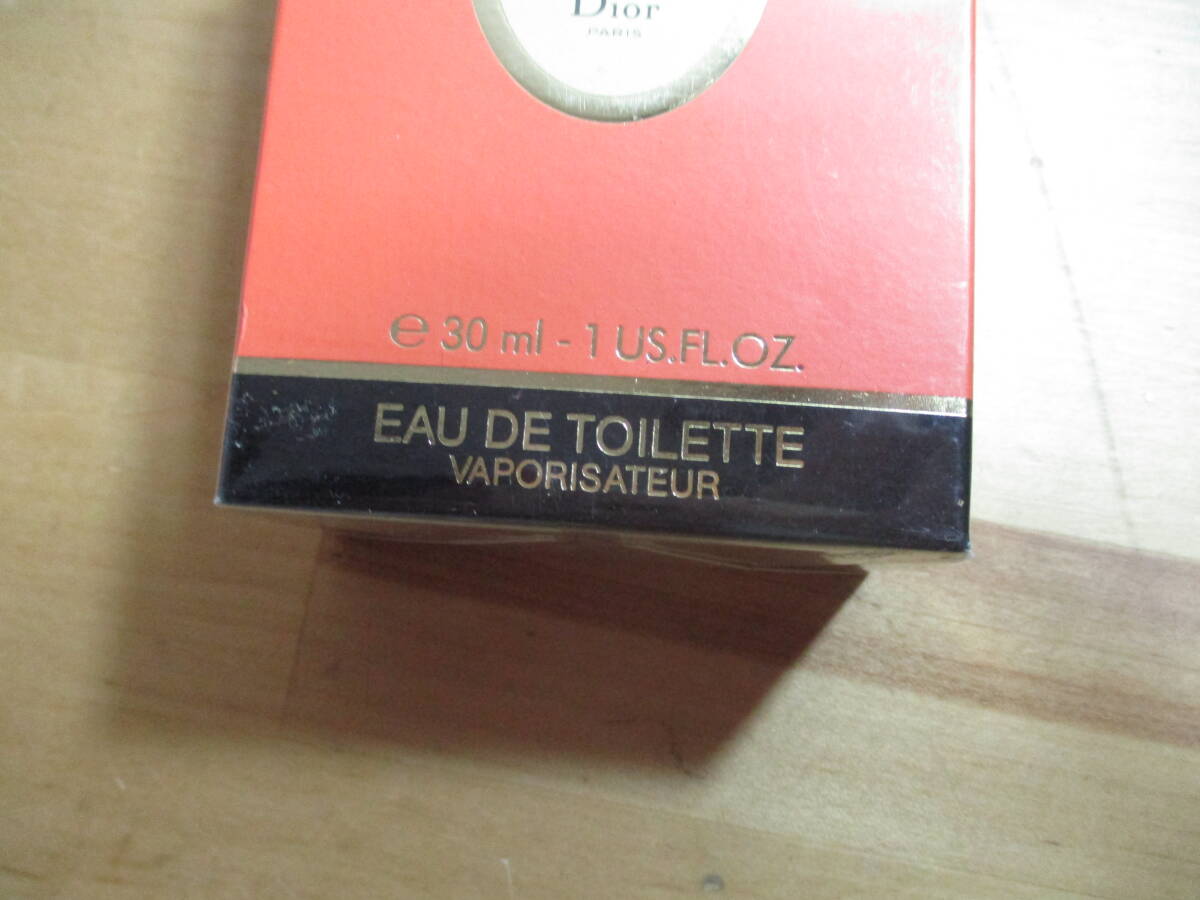 Dior
PARIS
℮ 30 ml - 1 US.FL.OZ.
EAU DE TOILETTE
VAPORISATEUR